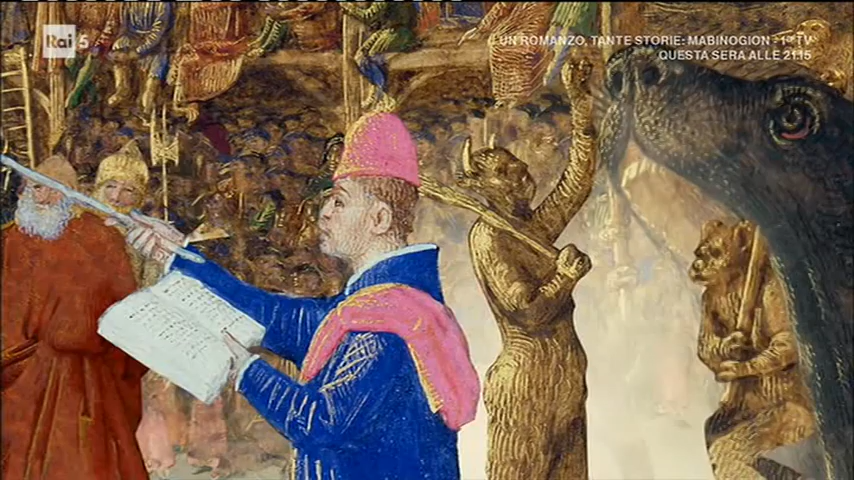 Rai 5
UN ROMANZO, TANTE STORIE: MABINOGION - 1ª TV
QUESTA SERA ALLE 21.15